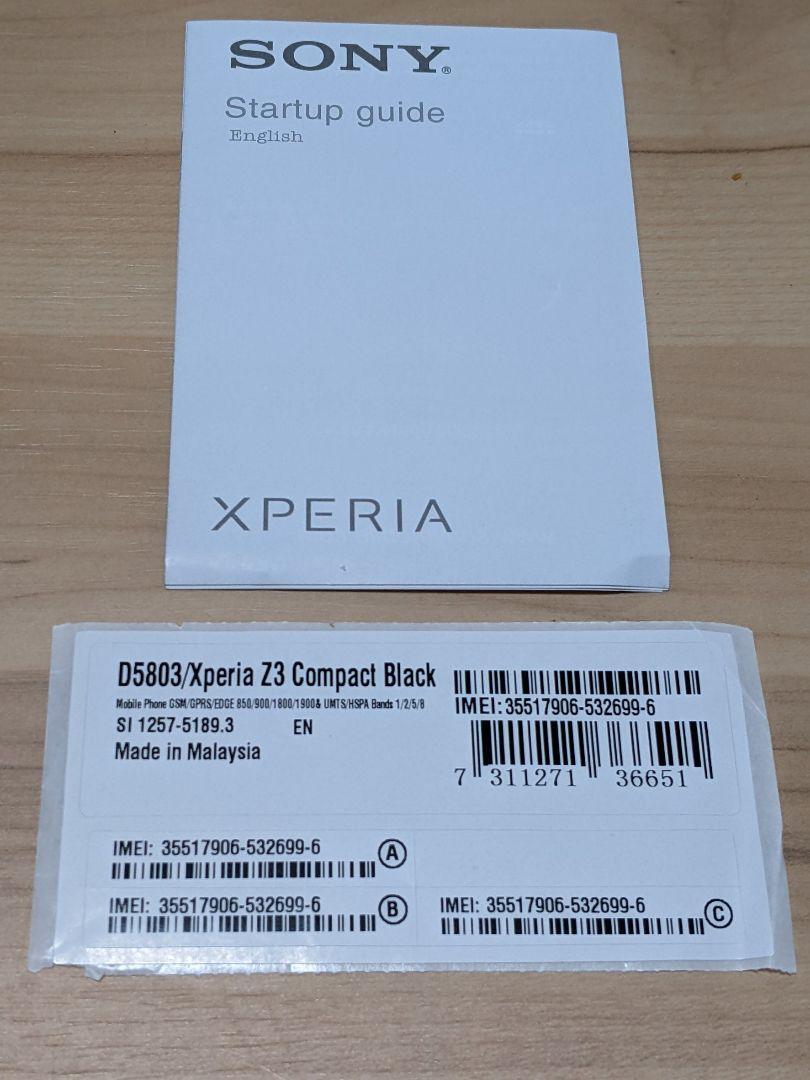 SONY®
Startup guide
English
XPERIA
D5803/Xperia Z3 Compact Black
Mobile Phone GSM/GPRS/EDGE 850/900/1800/1900& UMTS/HSPA Bands 1/2/5/8
SI 1257-5189.3 EN
Made in Malaysia
IMEI: 35517906-532699-6
7 311271 36651
IMEI: 35517906-532699-6 A
IMEI: 35517906-532699-6 B
IMEI: 35517906-532699-6 C